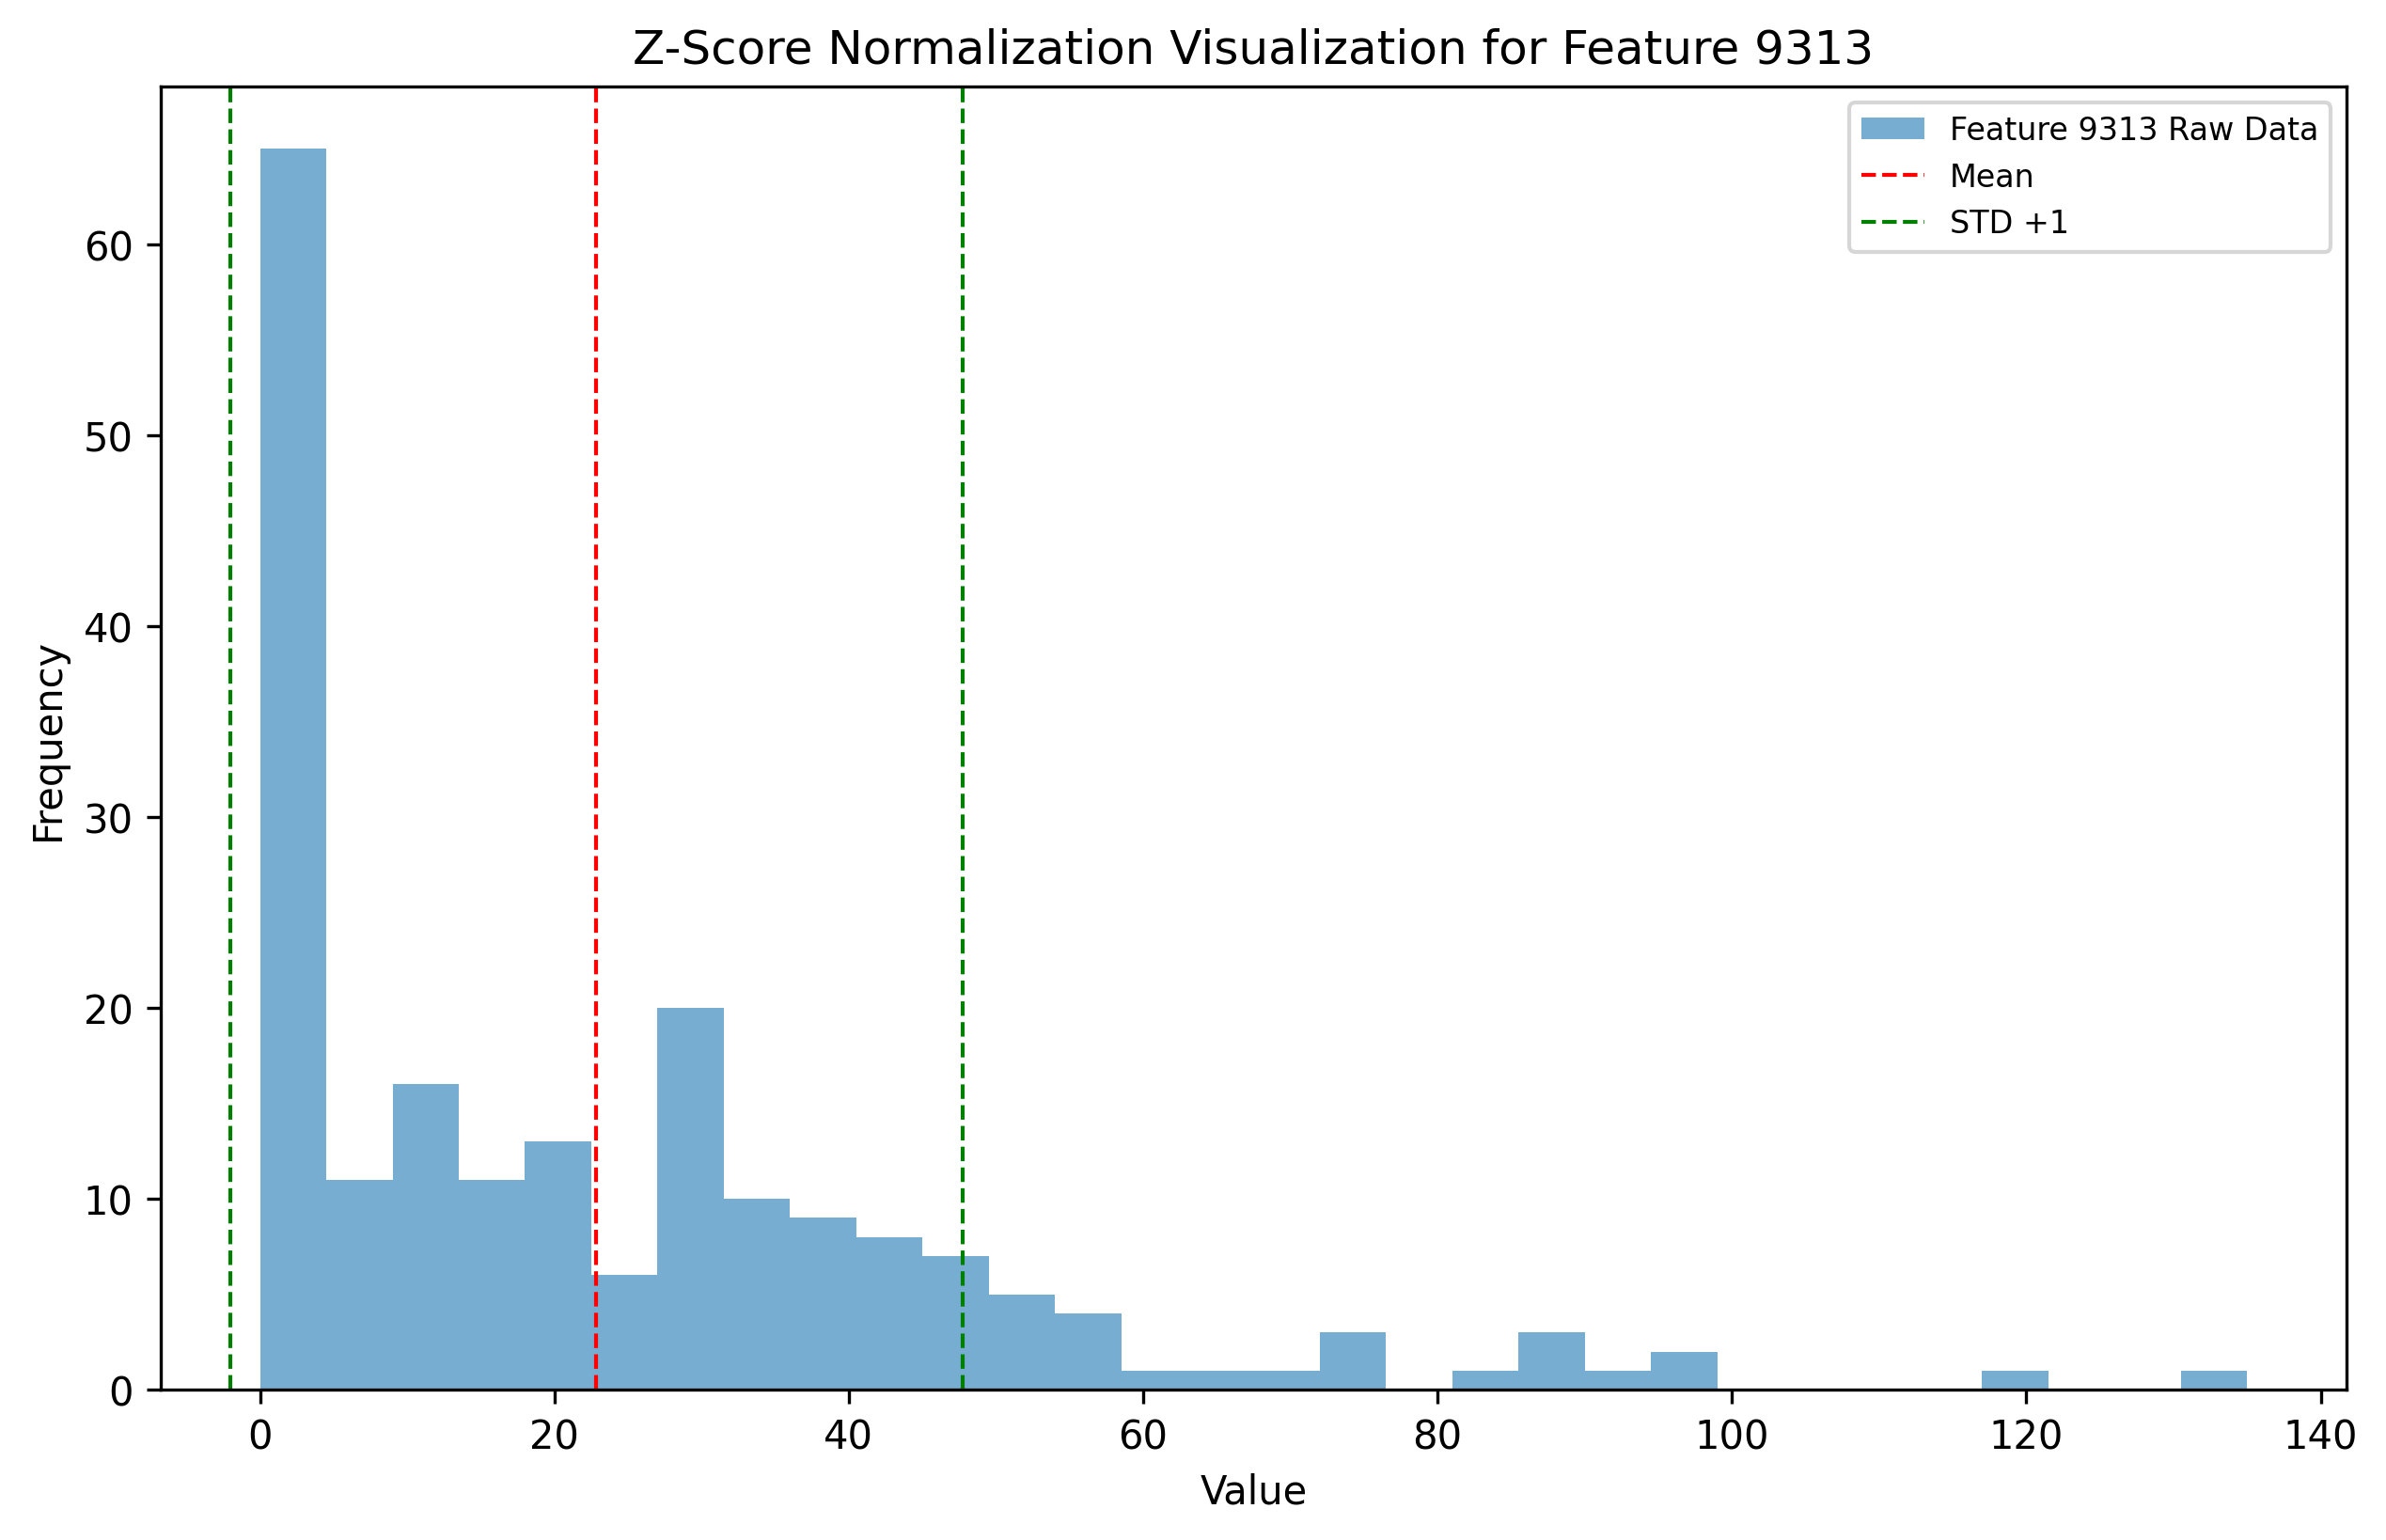 Z-Score Normalization Visualization for Feature 9313
Feature 9313 Raw Data
Mean
STD +1
60
50
40
30
20
10
0
Frequency
0 20 40 60 80 100 120 140
Value